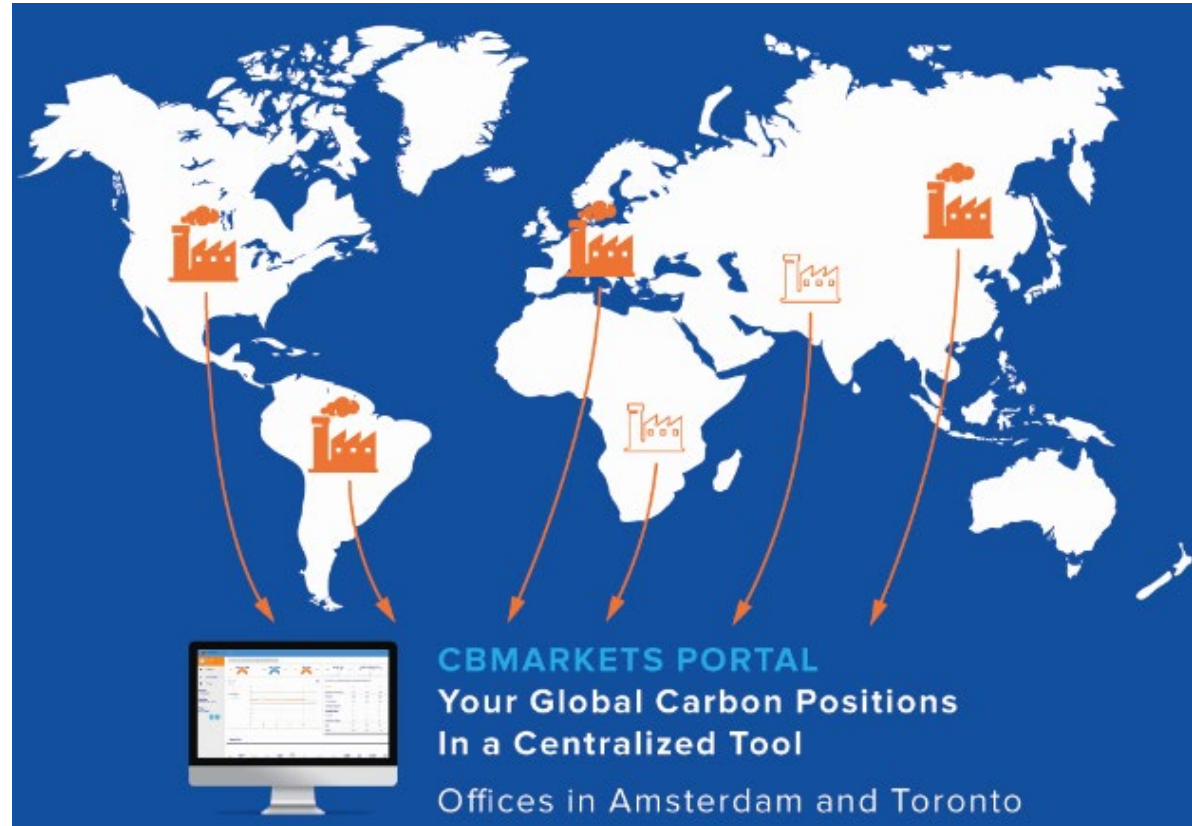 CBMARKETS PORTAL
Your Global Carbon Positions
In a Centralized Tool
Offices in Amsterdam and Toronto